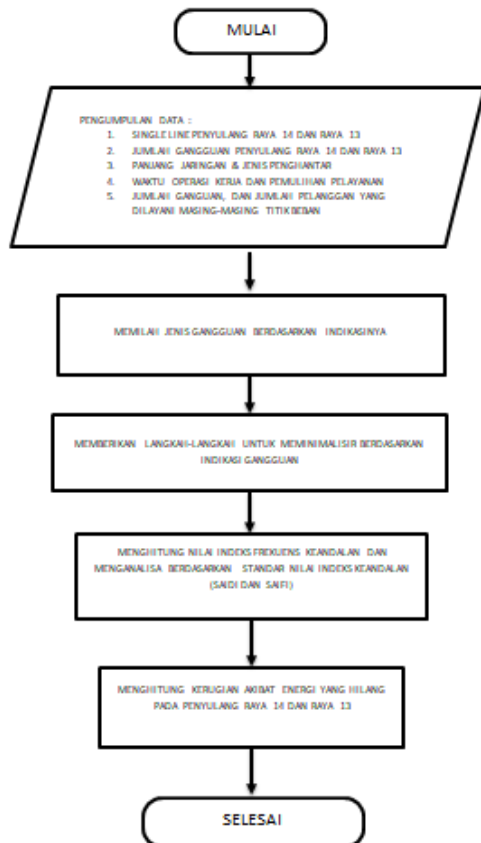 MULAI
PENGUMPULAN DATA :
1. SINGLE LINE PENYULANG RAYA 14 DAN RAYA 13
2. JUMLAH GANGGUAN PENYULANG RAYA 14 DAN RAYA 13
3. PANJANG JARINGAN & JENIS PENGHANTAR
4. WAKTU OPERASI KERJA DAN PEMULIHAN PELAYANAN
5. JUMLAH GANGUAN, DAN JUMLAH PELANGGAN YANG
DILAYANI MASING-MASING TITIK BEBAN
MEMILAH JENIS GANGGUAN BERDASARKAN INDIKASINYA
MEMBERIKAN LANGKAH-LANGKAH UNTUK MEMINIMALISIR BERDASARKAN
INDIKASI GANGGUAN
MENGHITUNG NILAI INDEKS FREKUENS KEANDALAN DAN
MENGANALISA BERDASARKAN STANDAR NILAI INDEKS KEANDALAN
(SAIDI DAN SAIFI)
MENGHITUNG KERUGIAN AKIBAT ENERGI YANG HILANG
PADA PENYULANG RAYA 14 DAN RAYA 13
SELESAI